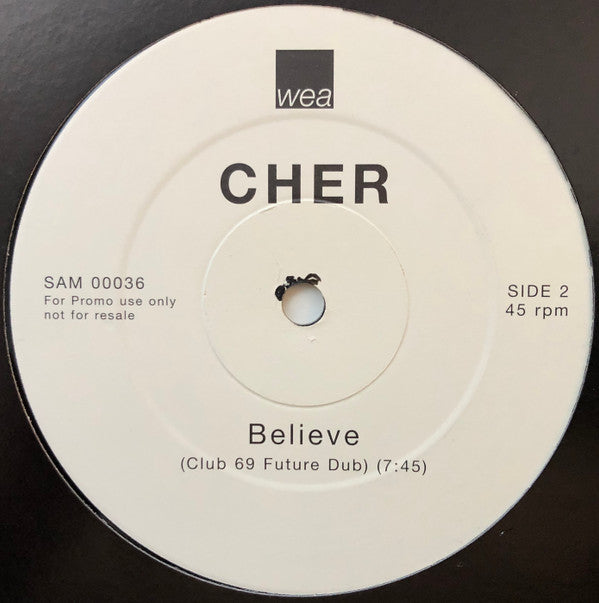 wea
CHER
SAM 00036
For Promo use only
not for resale
SIDE 2
45 rpm
Believe
(Club 69 Future Dub) (7:45)